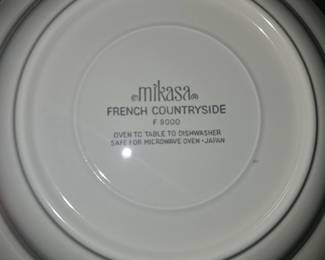 mikasa
FRENCH COUNTRYSIDE
F 9000
OVEN TO TABLE TO DISHWASHER
SAFE FOR MICROWAVE OVEN · JAPAN